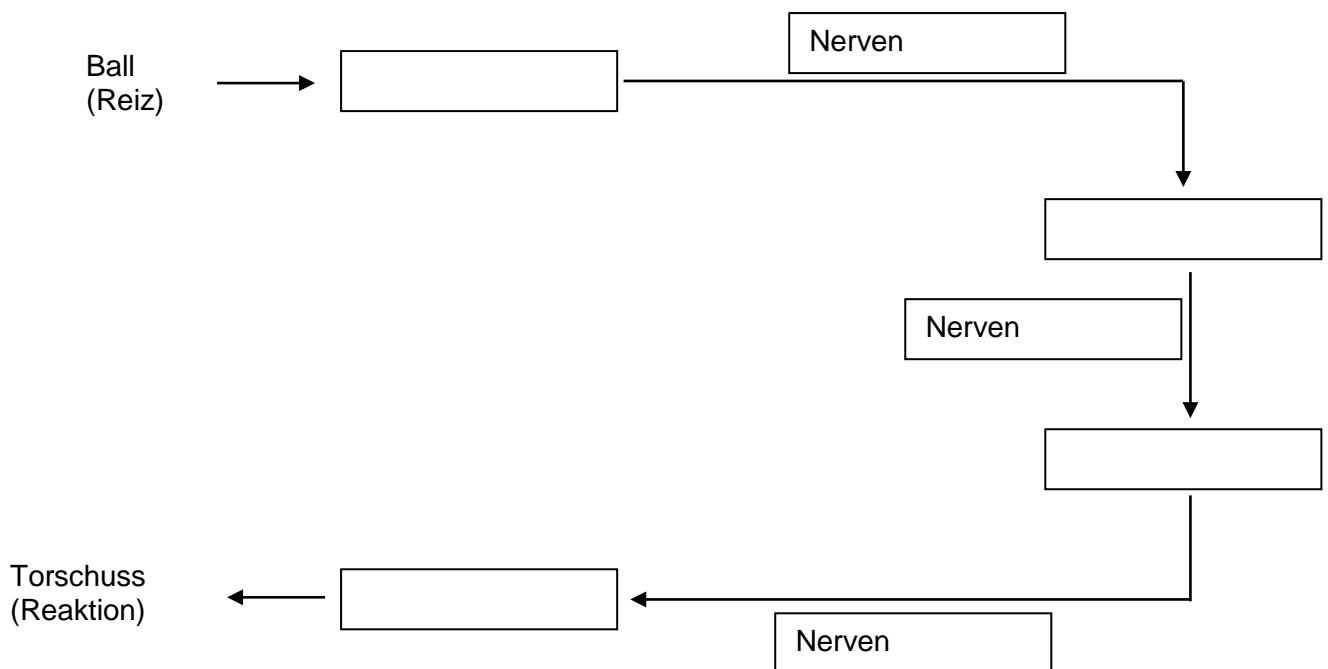 Nerven
Ball
(Reiz)
Nerven
Torschuss
(Reaktion)
Nerven